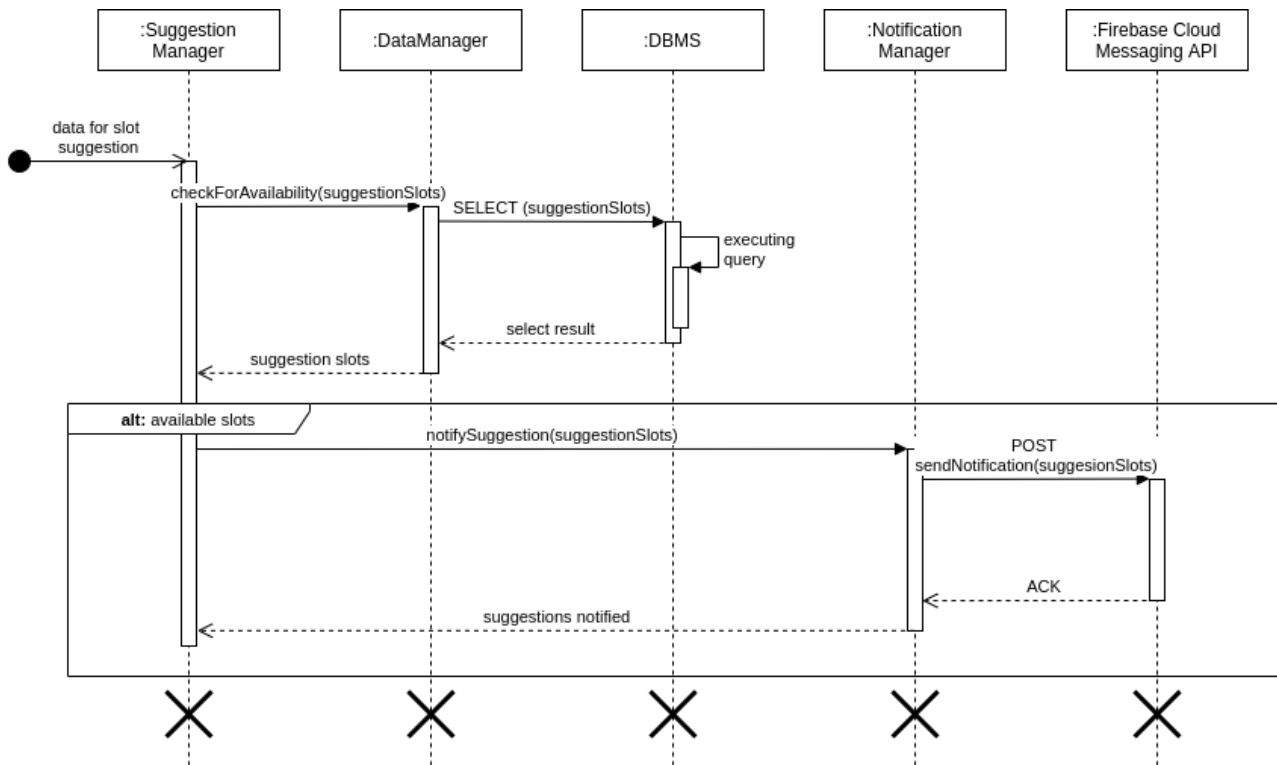 :Suggestion
Manager
:DataManager
:DBMS
:Notification
Manager
:Firebase Cloud
Messaging API
data for slot
suggestion
checkForAvailability(suggestionSlots)
SELECT (suggestionSlots)
executing
query
select result
suggestion slots
alt: available slots
notifySuggestion(suggestionSlots)
POST
sendNotification(suggesionSlots)
ACK
suggestions notified